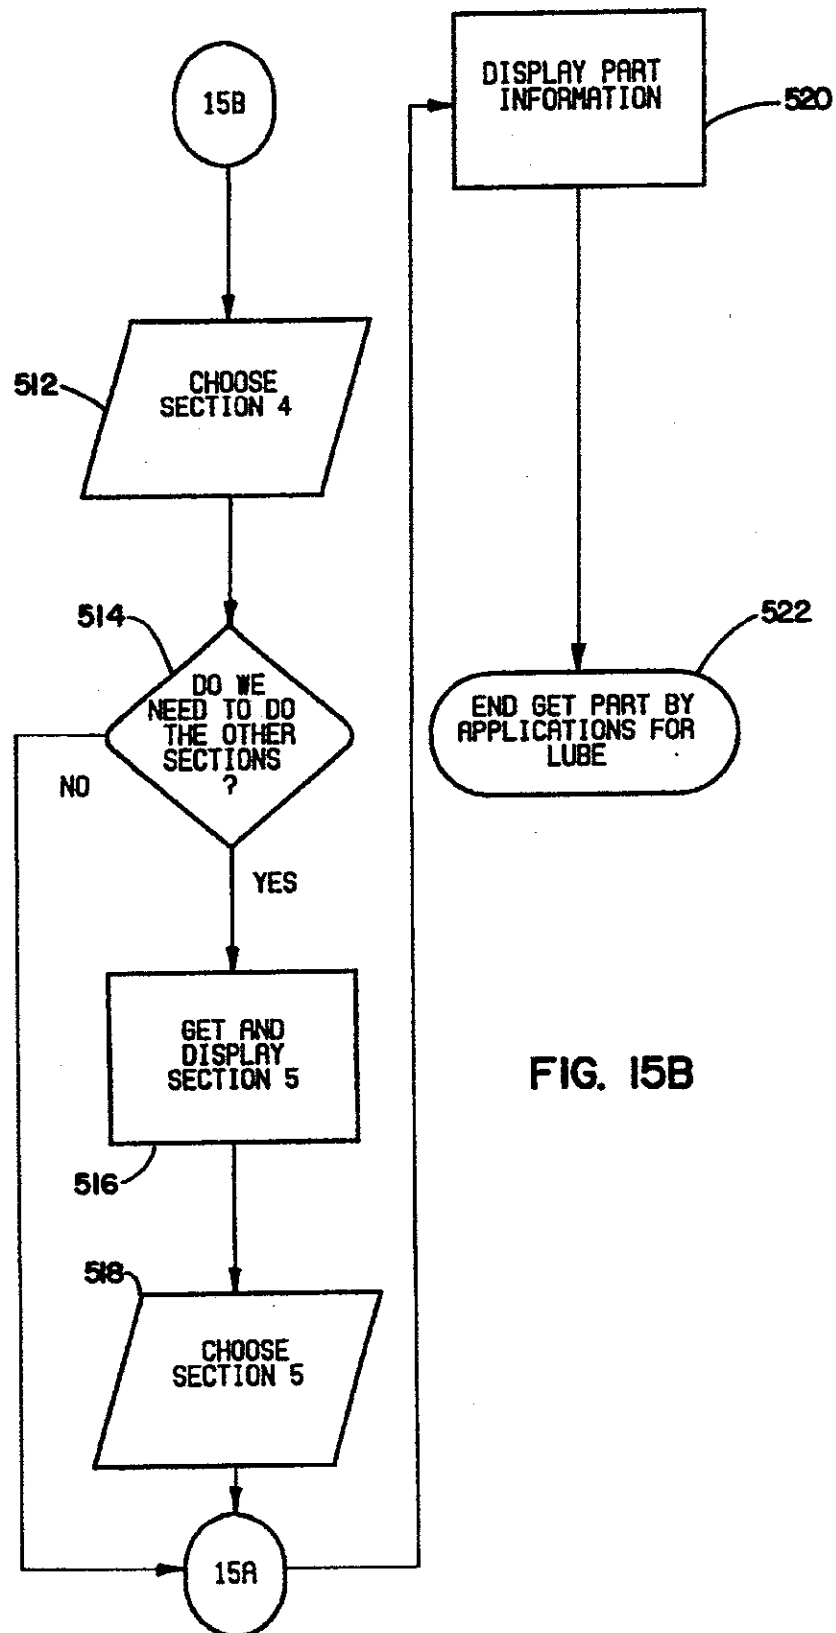 15B
512
CHOOSE
SECTION 4
514
DO WE
NEED TO DO
THE OTHER
SECTIONS
?
NO
YES
GET AND
DISPLAY
SECTION 5
516
518
CHOOSE
SECTION 5
15A
DISPLAY PART
INFORMATION
520
522
END GET PART BY
APPLICATIONS FOR
LUBE
FIG. 15B